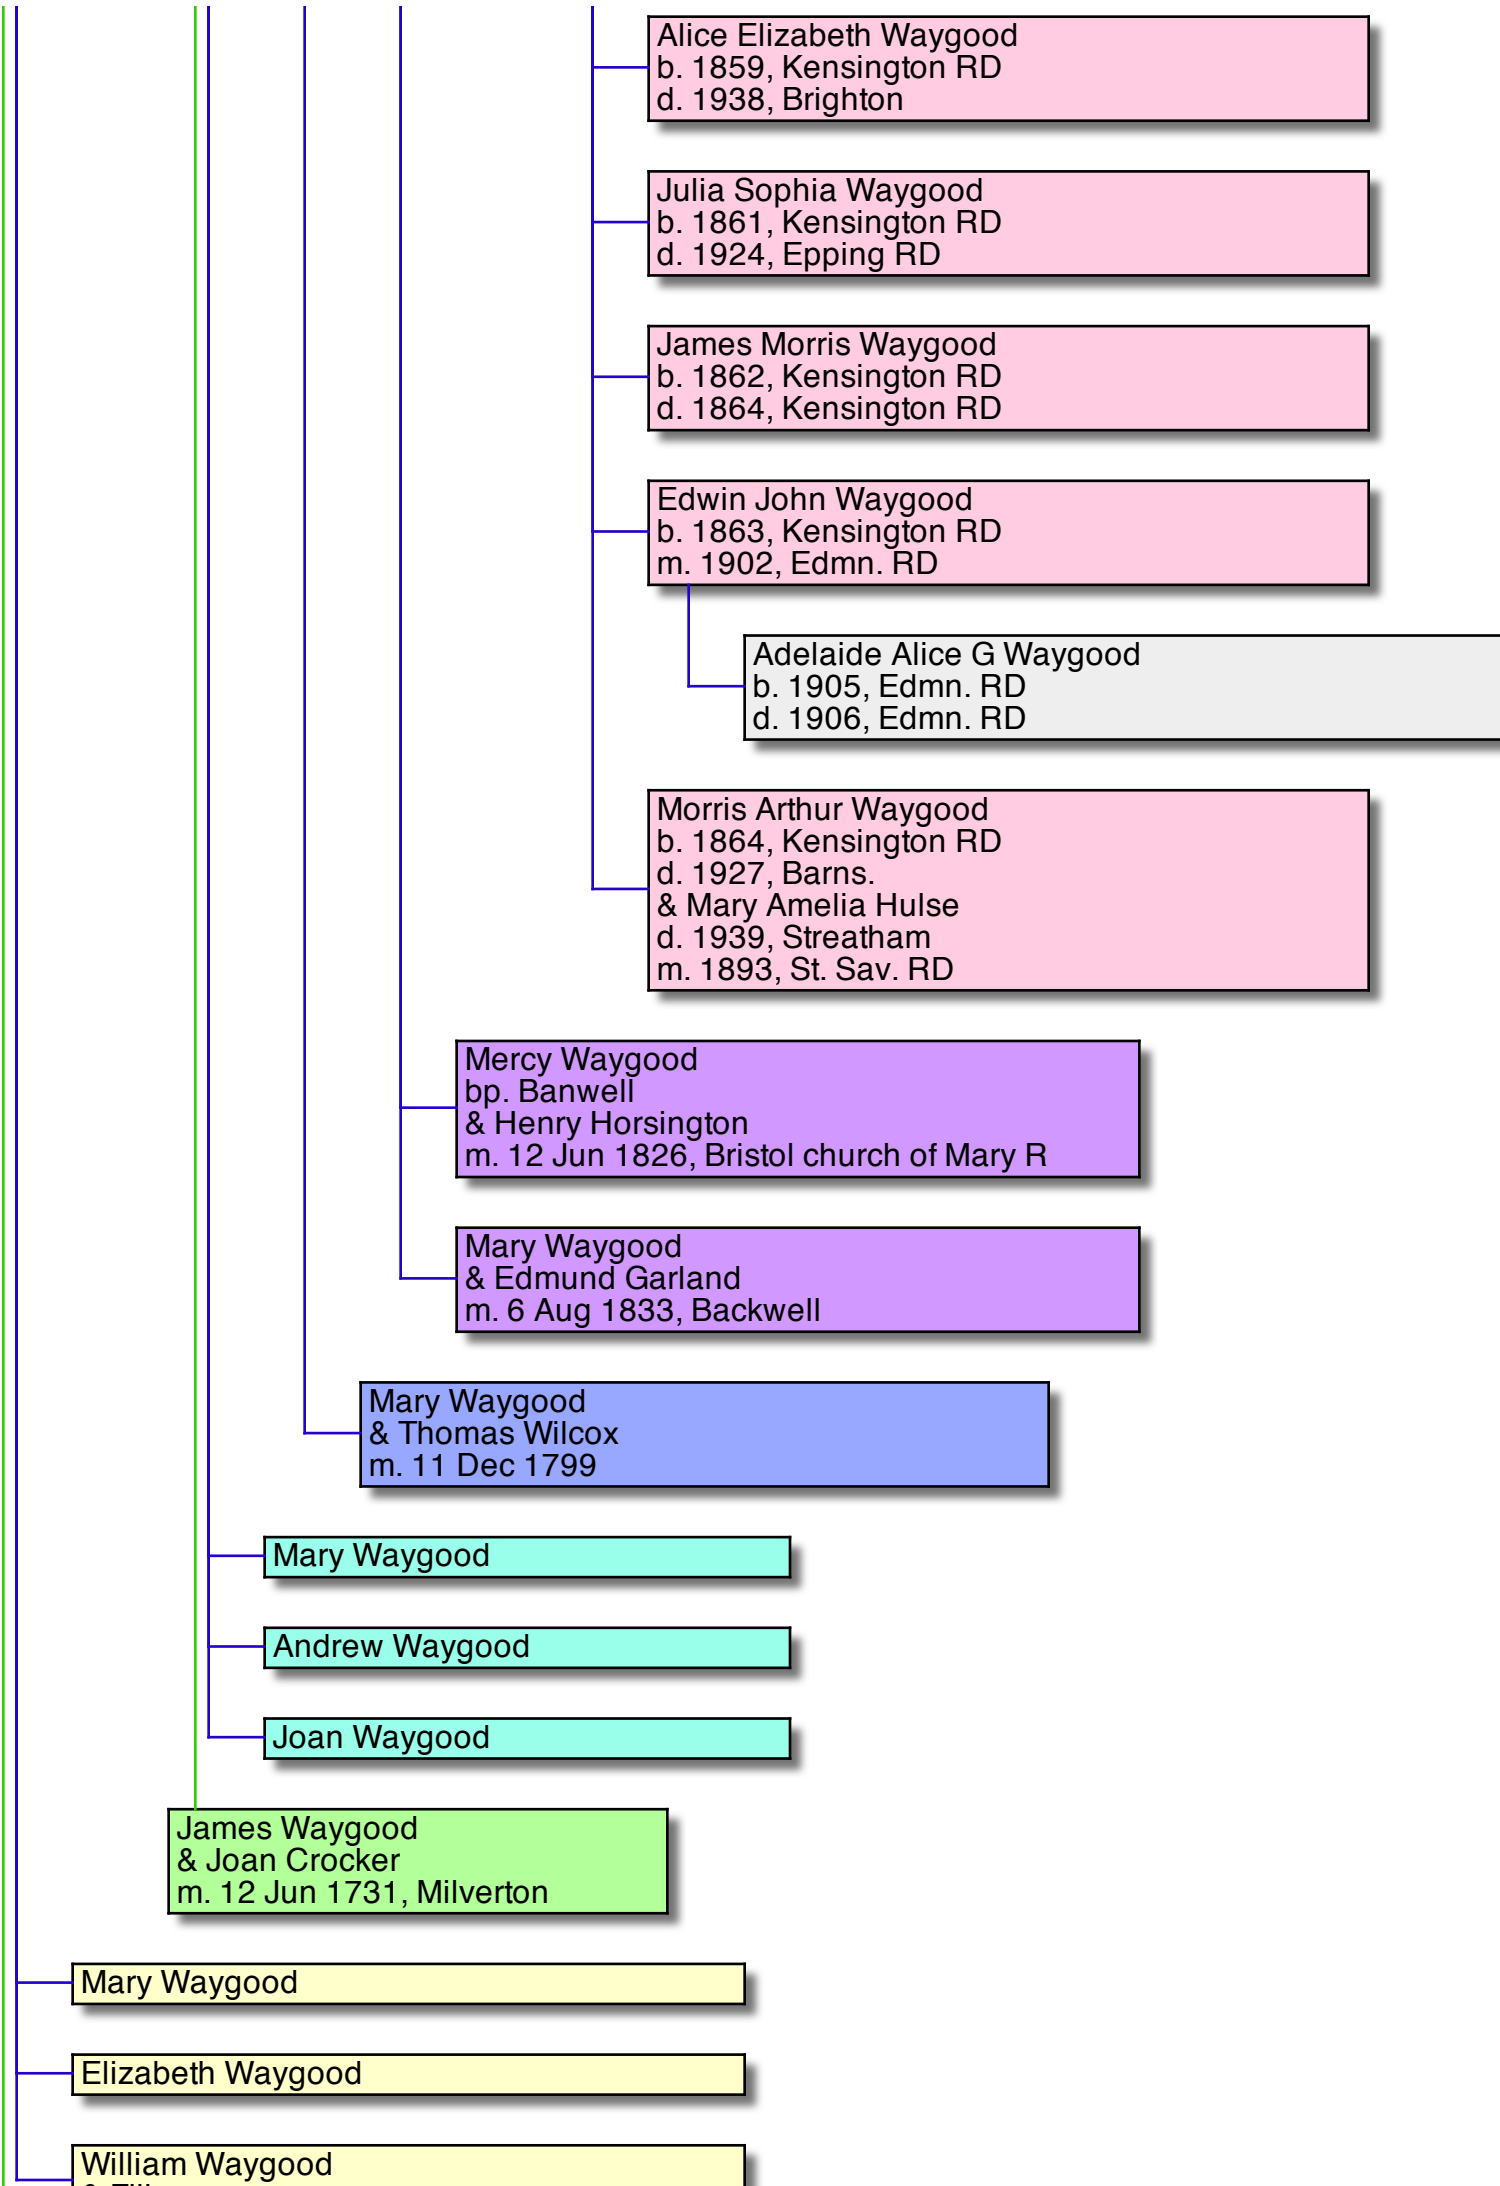 Alice Elizabeth Waygood
b. 1859, Kensington RD
d. 1938, Brighton
Julia Sophia Waygood
b. 1861, Kensington RD
d. 1924, Epping RD
James Morris Waygood
b. 1862, Kensington RD
d. 1864, Kensington RD
Edwin John Waygood
b. 1863, Kensington RD
m. 1902, Edmn. RD
Adelaide Alice G Waygood
b. 1905, Edmn. RD
d. 1906, Edmn. RD
Morris Arthur Waygood
b. 1864, Kensington RD
d. 1927, Barns.
& Mary Amelia Hulse
d. 1939, Streatham
m. 1893, St. Sav. RD
Mercy Waygood
bp. Banwell
& Henry Horsington
m. 12 Jun 1826, Bristol church of Mary R
Mary Waygood
& Edmund Garland
m. 6 Aug 1833, Backwell
Mary Waygood
& Thomas Wilcox
m. 11 Dec 1799
Mary Waygood
Andrew Waygood
Joan Waygood
James Waygood
& Joan Crocker
m. 12 Jun 1731, Milverton
Mary Waygood
Elizabeth Waygood
William Waygood